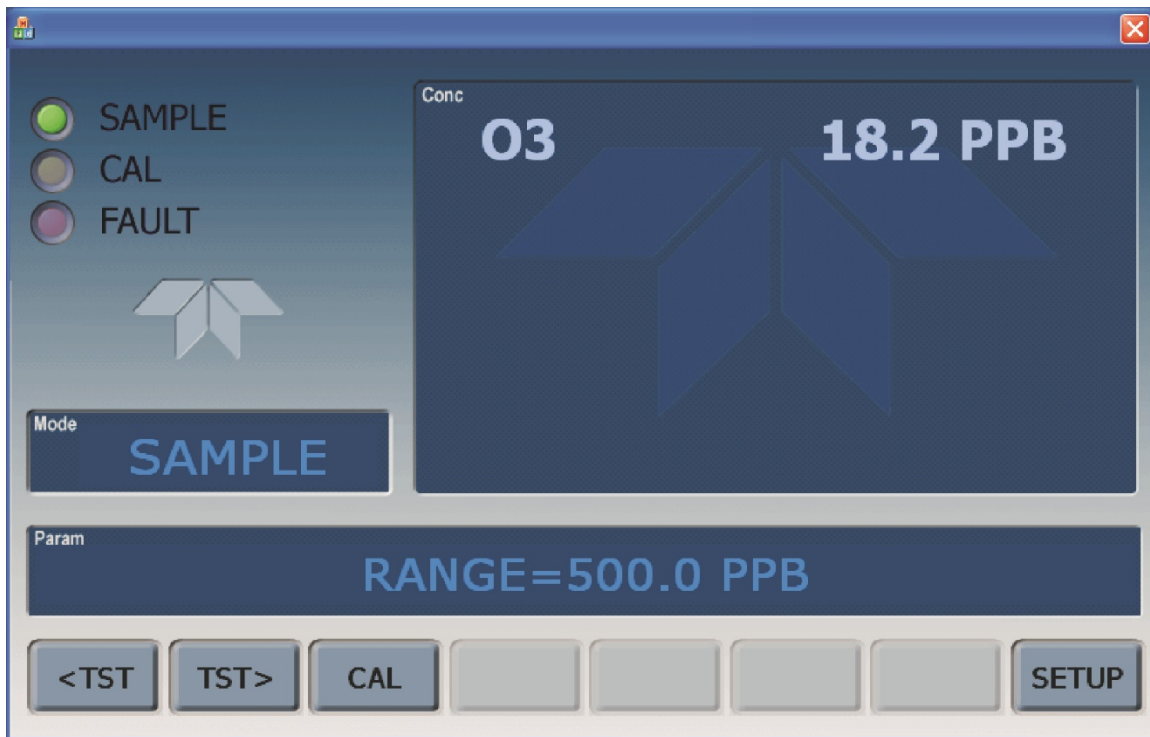 SAMPLE
CAL
FAULT
Conc
O3 18.2 PPB
Mode
SAMPLE
Param
RANGE=500.0 PPB
<TST TST> CAL SETUP